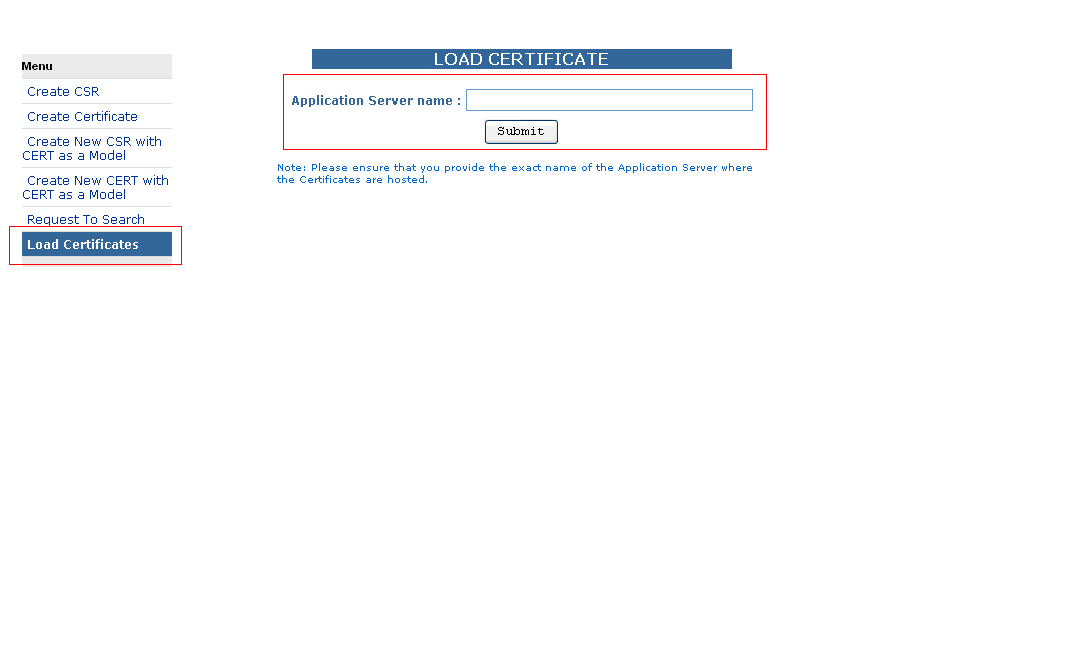 Menu
Create CSR
Create Certificate
Create New CSR with
CERT as a Model
Create New CERT with
CERT as a Model
Request To Search
Load Certificates
LOAD CERTIFICATE
Application Server name :
Submit
Note: Please ensure that you provide the exact name of the Application Server where
the Certificates are hosted.